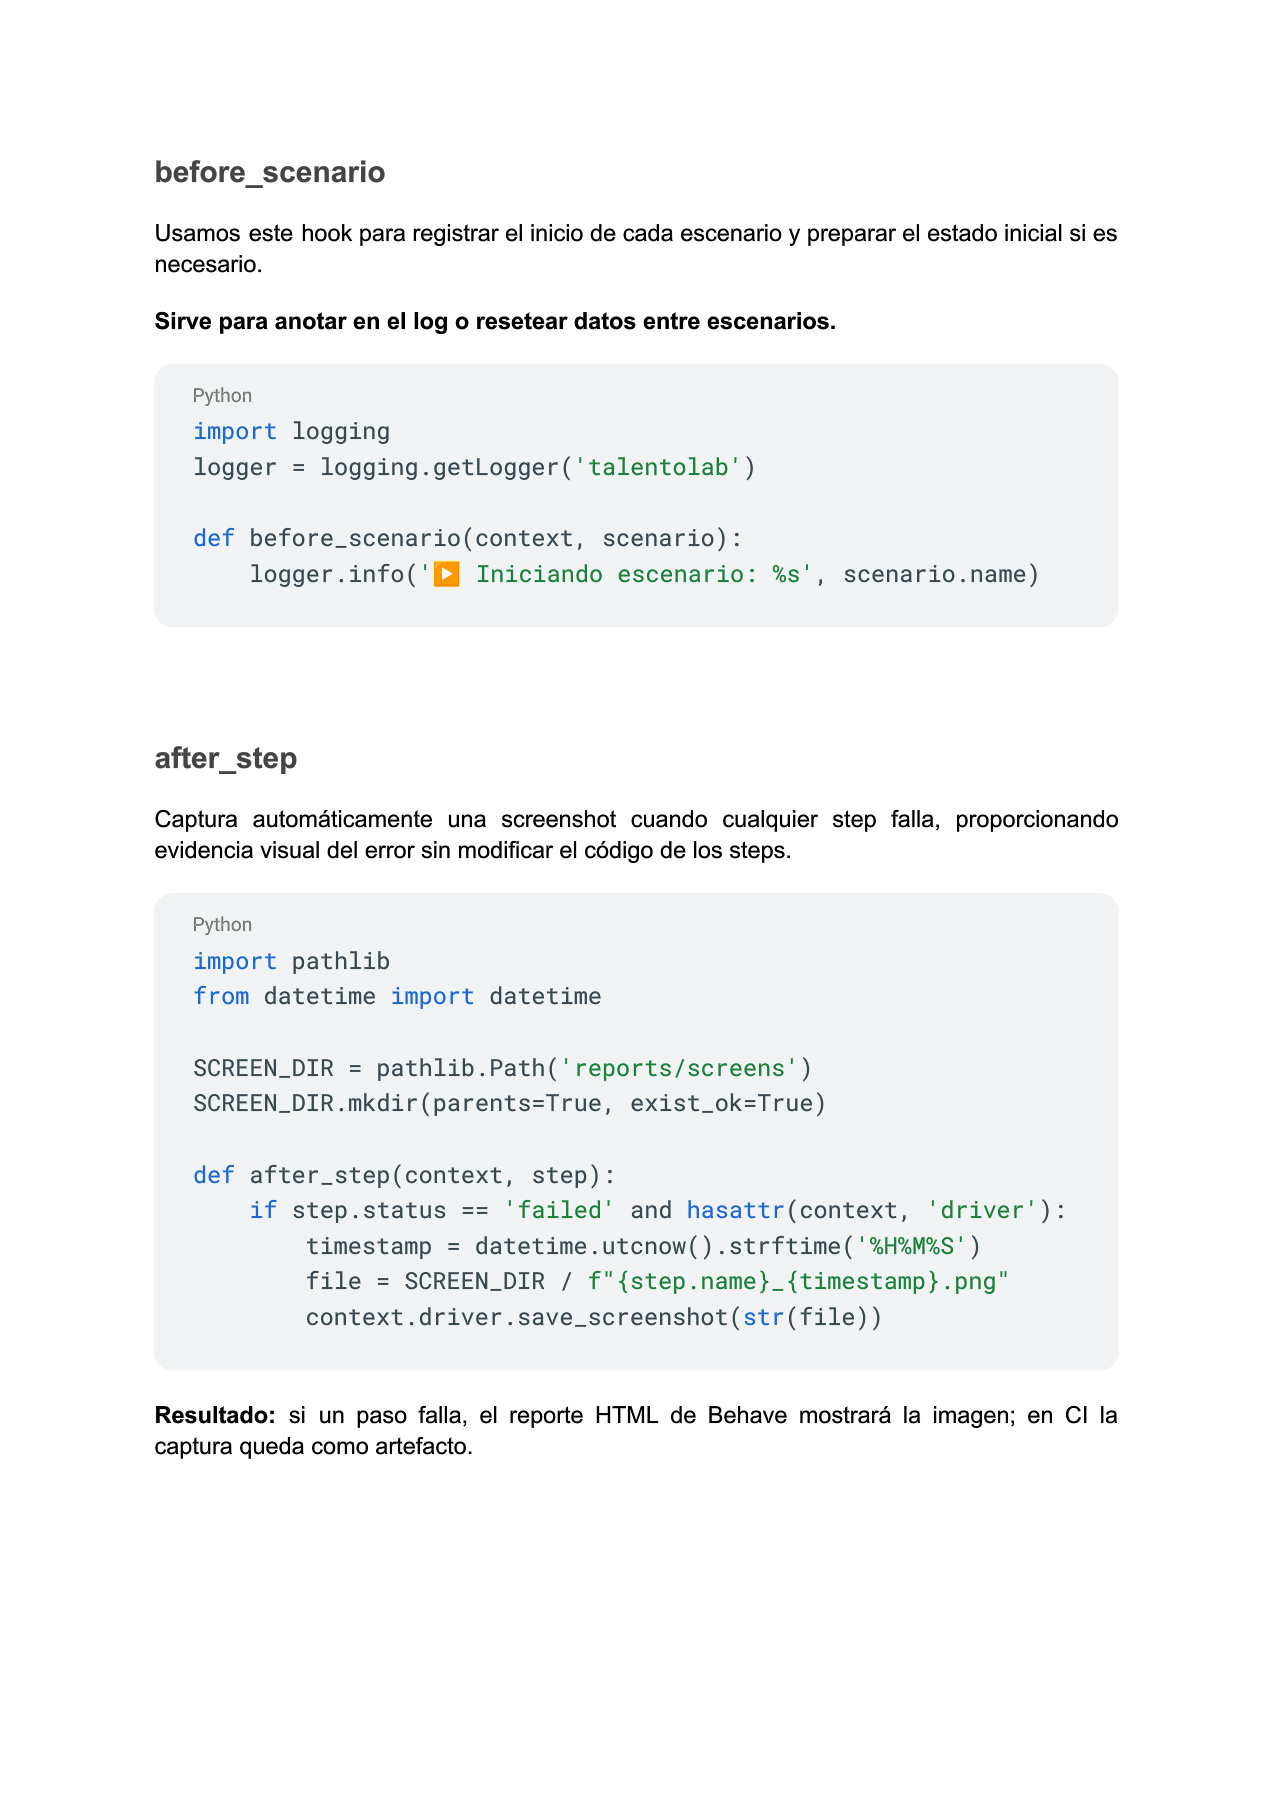 before_scenario
Usamos este hook para registrar el inicio de cada escenario y preparar el estado inicial si es
necesario.
Sirve para anotar en el log o resetear datos entre escenarios.
Python
import logging
logger = logging.getLogger('talentolab')
def before_scenario(context, scenario):
    logger.info('▶️ Iniciando escenario: %s', scenario.name)
after_step
Captura automáticamente una screenshot cuando cualquier step falla, proporcionando
evidencia visual del error sin modificar el código de los steps.
Python
import pathlib
from datetime import datetime
SCREEN_DIR = pathlib.Path('reports/screens')
SCREEN_DIR.mkdir(parents=True, exist_ok=True)
def after_step(context, step):
    if step.status == 'failed' and hasattr(context, 'driver'):
        timestamp = datetime.utcnow().strftime('%H%M%S')
        file = SCREEN_DIR / f"{step.name}_{timestamp}.png"
        context.driver.save_screenshot(str(file))
Resultado: si un paso falla, el reporte HTML de Behave mostrará la imagen; en CI la
captura queda como artefacto.